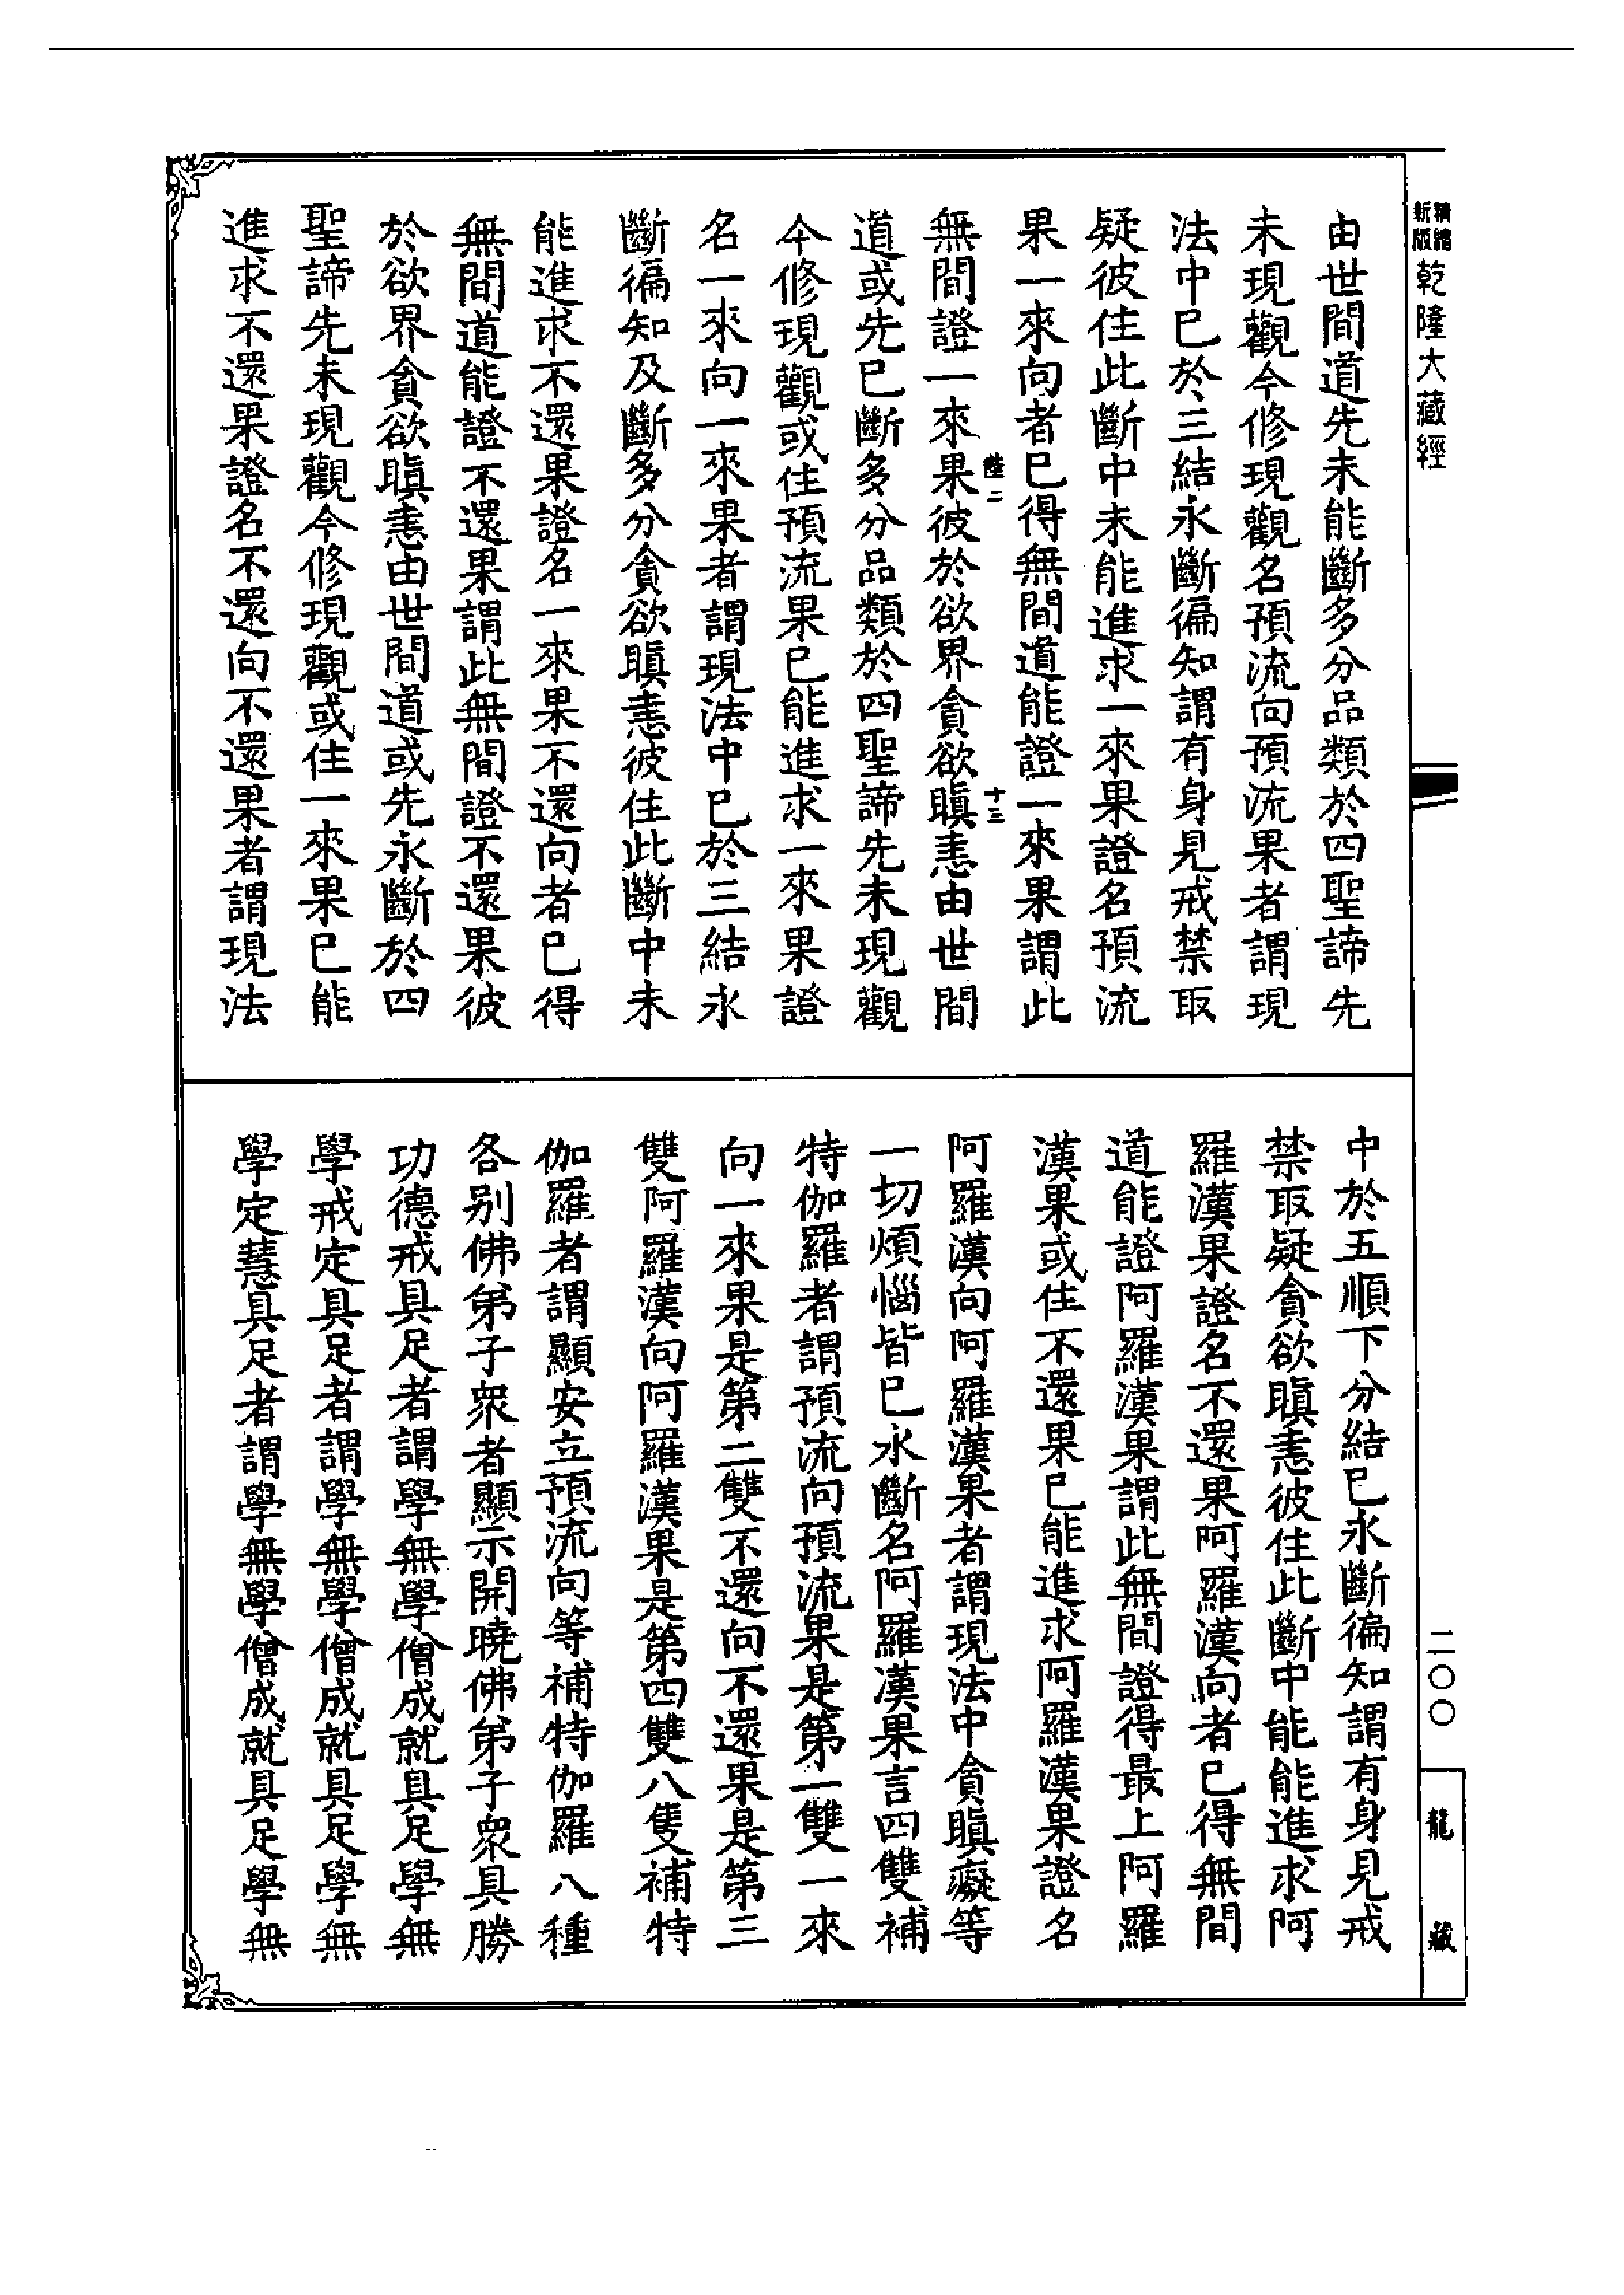 新版精縮乾隆大藏經
由世間道先未能斷多分品類於四聖諦先
未現觀今修現觀名預流向預流果者謂現
法中已於三結永斷徧知謂有身見戒禁取
疑彼住此斷中未能進求一來果證名預流
果一來向者已得無間道能證一來果謂此
無間證一來果彼於欲界貪欲瞋恚由世間
十三
道或先已斷多分品類於四聖諦先未現觀
今修現觀或住預流果已能進求一來果證
名一來向一來果者謂現法中已於三結永
斷徧知及斷多分貪欲瞋恚彼住此斷中未
能進求不還果證名一來果不還向者已得
無間道能證不還果謂此無間證不還果彼
於欲界貪欲瞋恚由世間道或先永斷於四
聖諦先未現觀今修現觀或住一來果已能
進求不還果證名不還向不還果者謂現法
中於五順下分結已永斷徧知謂有身見戒
禁取疑貪欲瞋恚彼住此斷中能能進求阿
羅漢果證名不還果阿羅漢向者已得無間
道能證阿羅漢果謂此無間證得最上阿羅
漢果或住不還果已能進求阿羅漢果證名
阿羅漢向阿羅漢果者謂現法中貪瞋癡等
一切煩惱皆已永斷名阿羅漢果言四雙補
特伽羅者謂預流向預流果是第一雙一來
向一來果是第二雙不還向不還果是第三
雙阿羅漢向阿羅漢果是第四雙八隻補特
伽羅者謂顯安立預流向等補特伽羅八種
各別佛弟子眾者顯示開曉佛弟子眾具勝
功德戒具足者謂學無學僧成就具足學無
學戒定具足者謂學無學僧成就具足學無
學定慧具足者謂學無學僧成就具足學無
二〇〇
龍藏